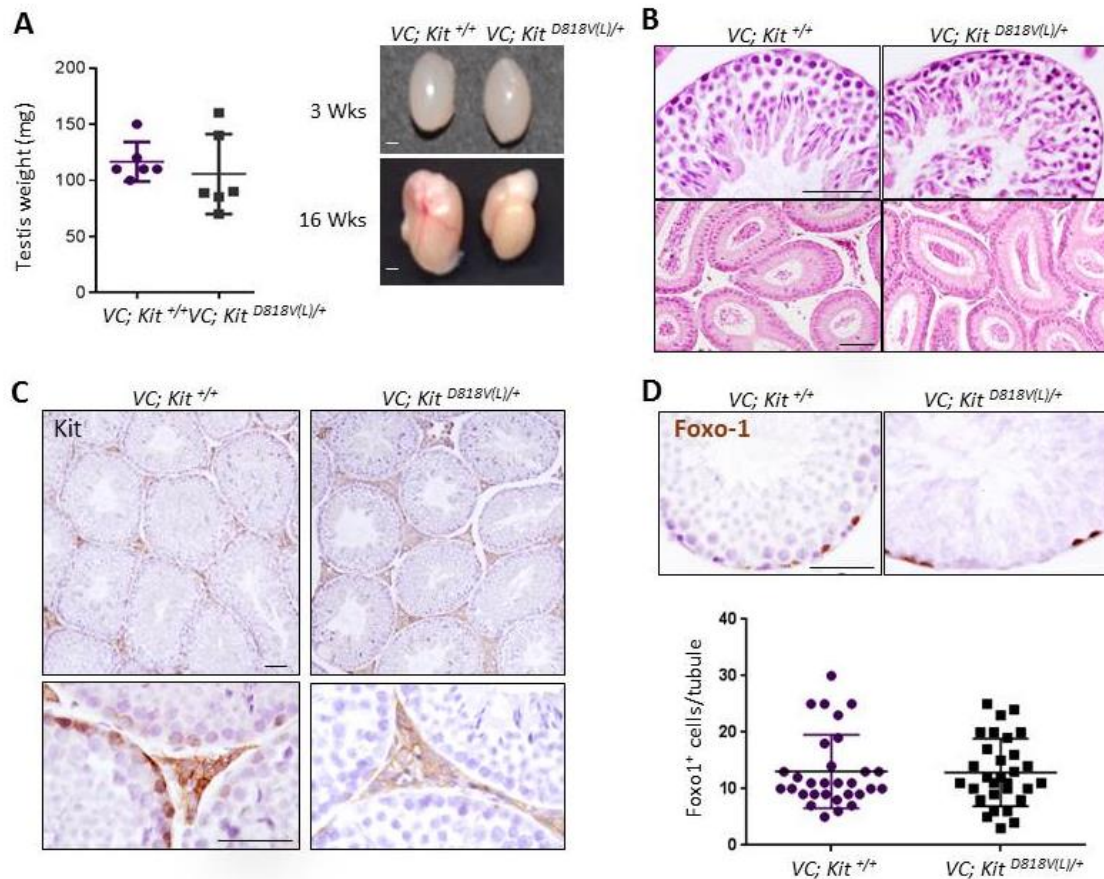 A
VC; Kit +/+ VC; Kit D818V(L)/+
Testis weight (mg)
200
150
100
50
0
VC; Kit +/+ VC; Kit D818V(L)/+
3 Wks
16 Wks
B
VC; Kit +/+ VC; Kit D818V(L)/+
C
VC; Kit +/+ VC; Kit D818V(L)/+
Kit
D
VC; Kit +/+ VC; Kit D818V(L)/+
Foxo-1
Foxo1+ cells/tubule
40
30
20
10
0
VC; Kit +/+ VC; Kit D818V(L)/+